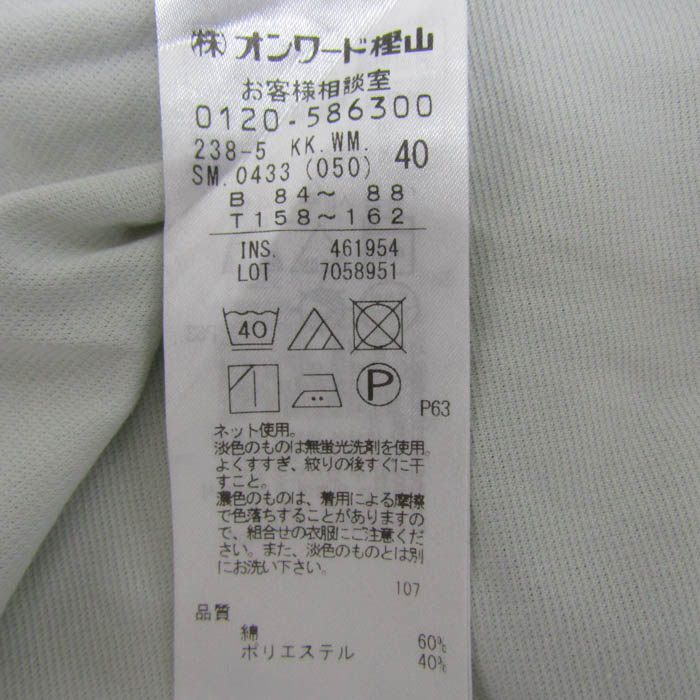 (株)オンワード樫山
お客様相談室
0120-586300
238-5 KK.WM. 40
SM.0433(050)
B 84～ 88
T158～162
INS. 461954
LOT 7058951
40
P
P63
ネット使用。
淡色のものは無蛍光洗剤を使用。
よくすすぎ、絞りの後すぐに干
すこと。
濃色のものは、着用による摩擦
で色落ちすることがありますの
で、組合せの衣服にご注意くだ
さい。また、淡色のものとは別
にお洗い下さい。
107
品質
綿 60%
ポリエステル 40%